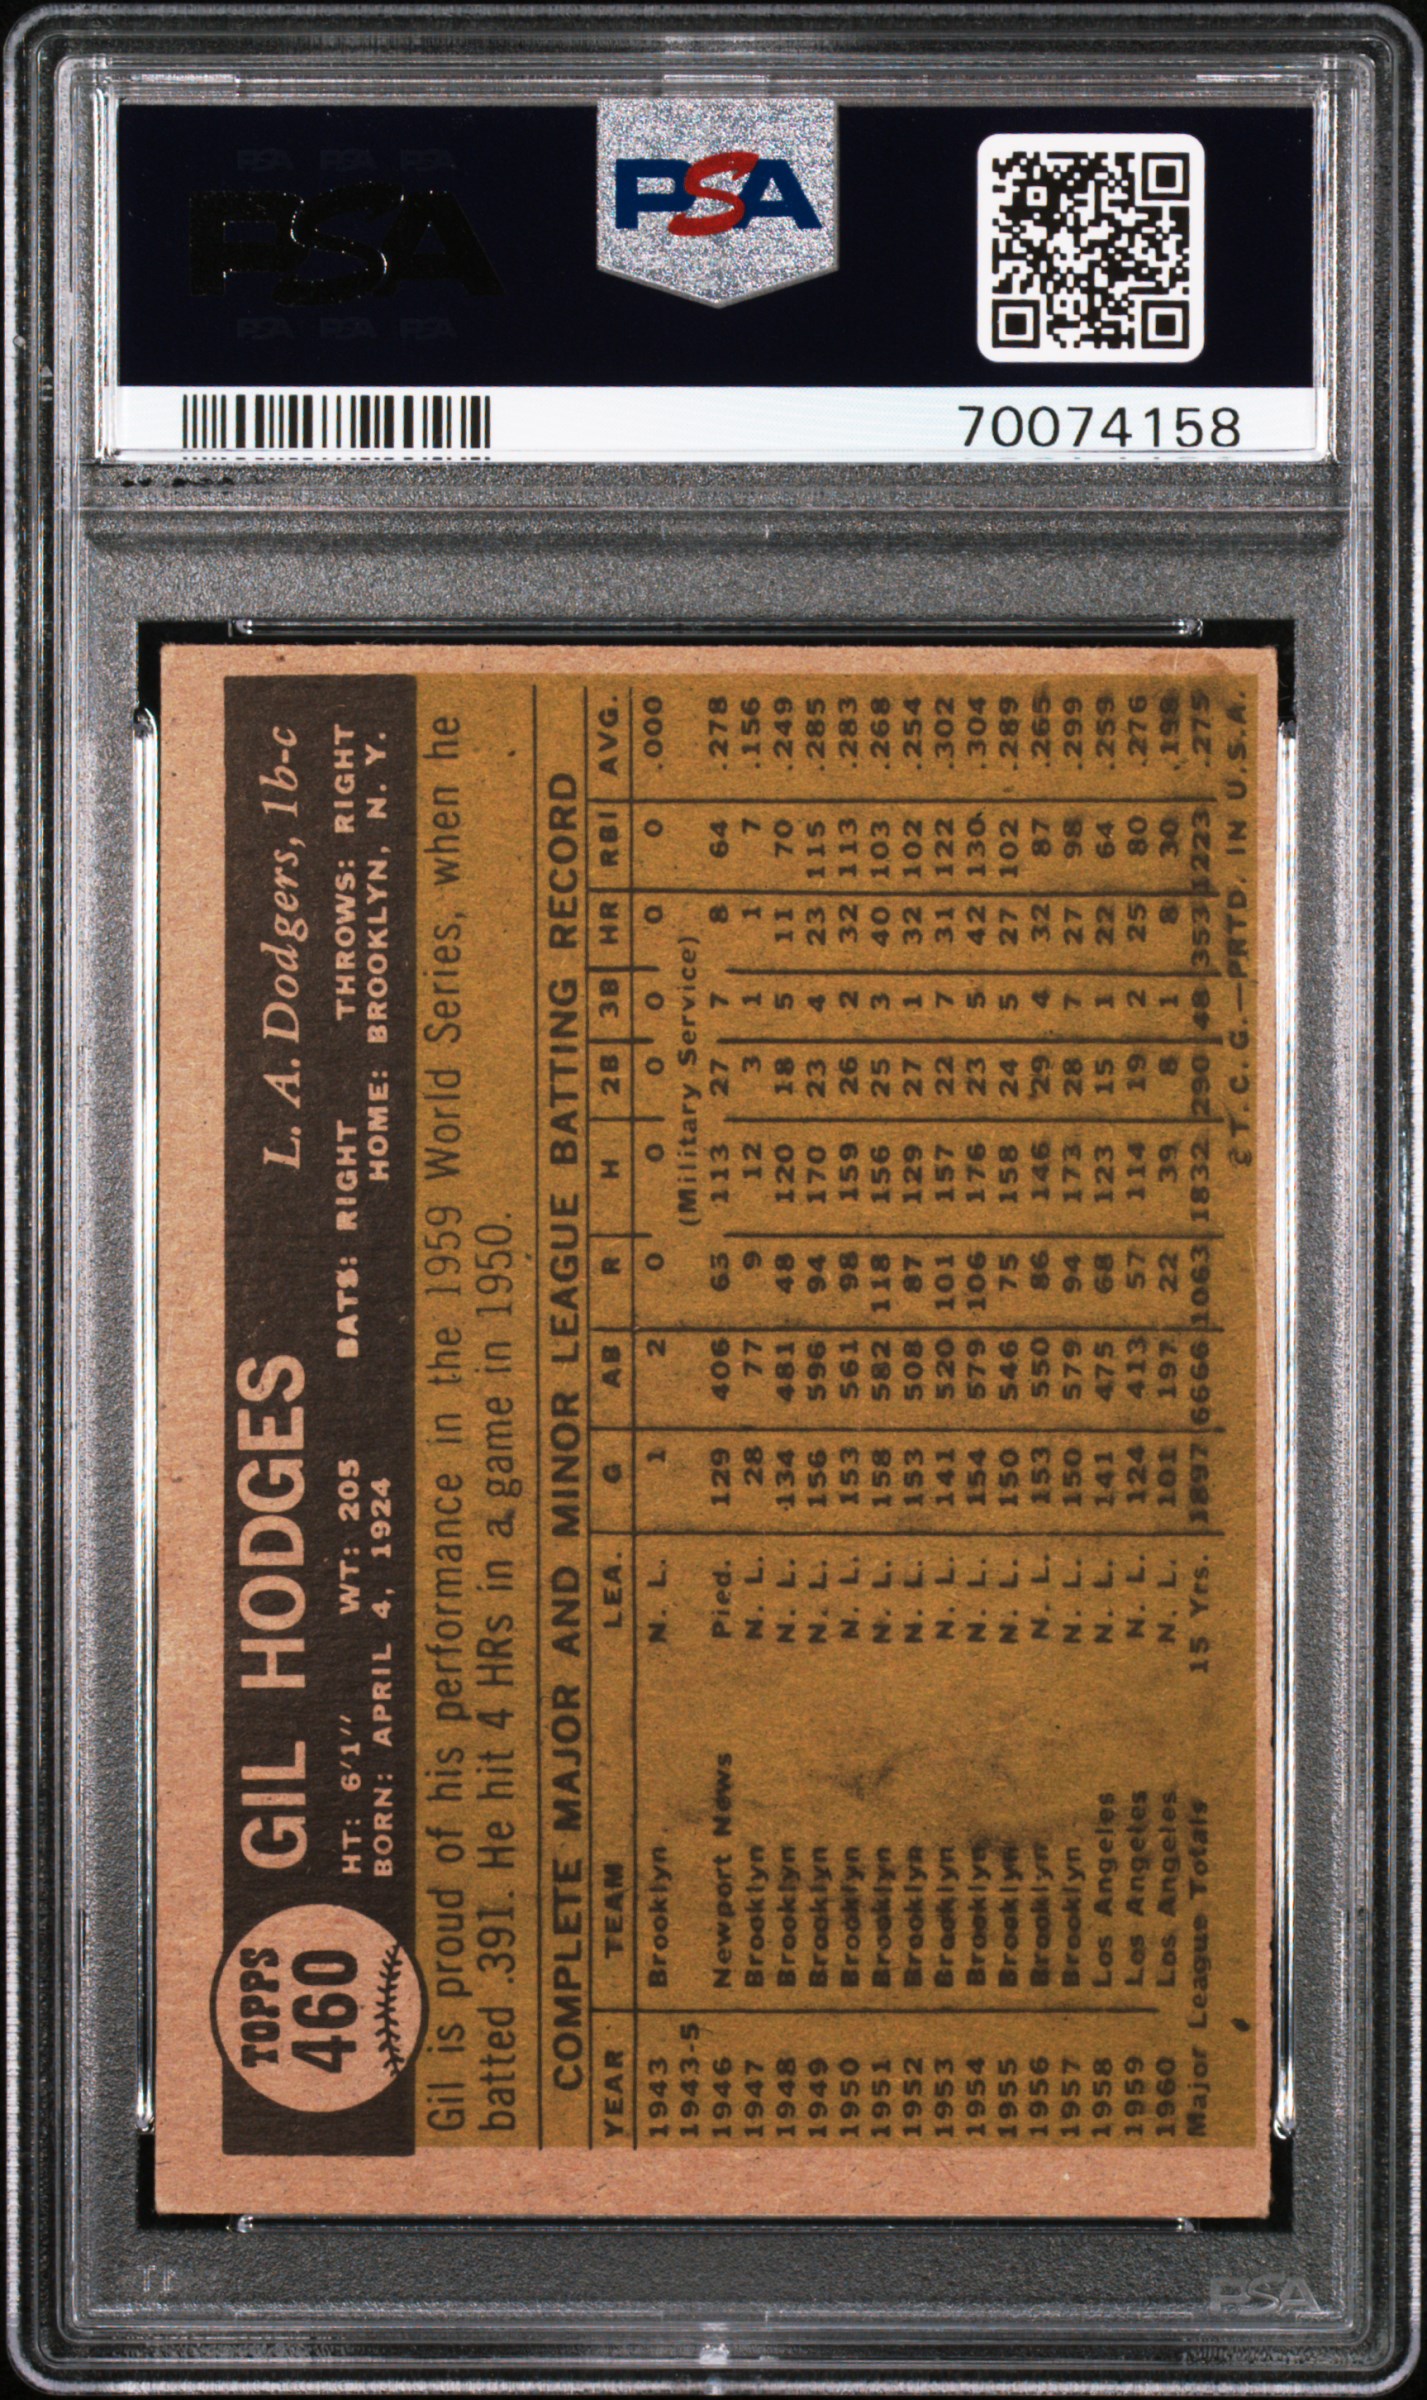 PSA PSA PSA
PSA
PSA PSA PSA
PSA
70074158
TOPPS
460
GIL HODGES L. A. Dodgers, 1b-c
HT: 6'1" WT: 205 BATS: RIGHT THROWS: RIGHT
BORN: APRIL 4, 1924 HOME: BROOKLYN, N. Y.
Gil is proud of his performance in the 1959 World Series, when he
batted .391. He hit 4 HRs in a game in 1950.
COMPLETE MAJOR AND MINOR LEAGUE BATTING RECORD
YEAR TEAM LEA. G AB R H 2B 3B HR RBI AVG.
1943 Brooklyn N. L. 1 2 0 0 0 0 0 0 .000
1943-5 (Military Service)
1946 Newport News Pied. 129 406 65 113 27 7 8 64 .278
1947 Brooklyn N. L. 28 77 9 12 3 1 1 7 .156
1948 Brooklyn N. L. 134 481 48 120 18 5 11 70 .249
1949 Brooklyn N. L. 156 596 94 170 23 4 23 115 .285
1950 Brooklyn N. L. 153 561 98 159 26 2 32 113 .283
1951 Brooklyn N. L. 158 582 118 156 25 3 40 103 .268
1952 Brooklyn N. L. 153 508 87 129 27 1 32 102 .254
1953 Brooklyn N. L. 141 520 101 157 22 7 31 122 .302
1954 Brooklyn N. L. 154 579 106 176 23 5 42 130 .304
1955 Brooklyn N. L. 150 546 75 158 24 5 27 102 .289
1956 Brooklyn N. L. 153 550 86 146 29 4 32 87 .265
1957 Brooklyn N. L. 150 579 94 173 28 7 27 98 .299
1958 Los Angeles N. L. 141 475 68 123 15 1 22 64 .259
1959 Los Angeles N. L. 124 413 57 114 19 2 25 80 .276
1960 Los Angeles N. L. 101 197 22 39 8 1 8 30 .198
Major League Totals 15 Yrs. 1897 6666 1063 1832 290 48 353 1223 .275
© T. C. G.—PRTD. IN U.S.A.
PSA